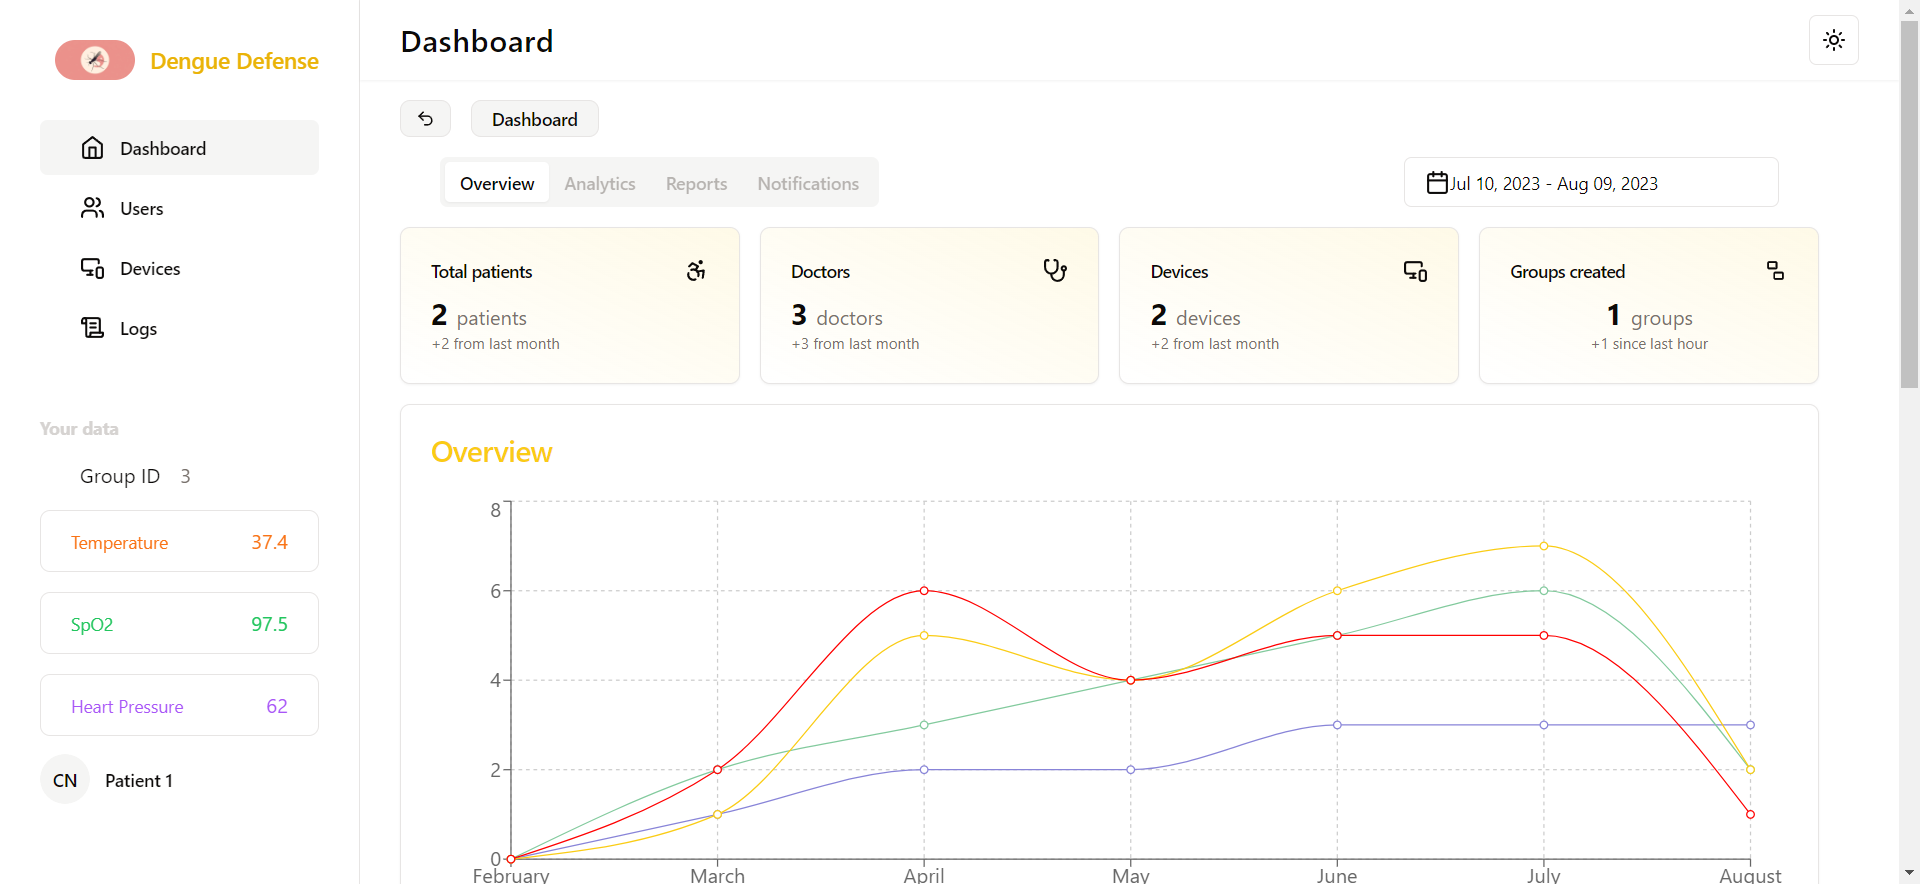 Dengue Defense
Dashboard
Users
Devices
Logs
Your data
Group ID 3
Temperature 37.4
SpO2 97.5
Heart Pressure 62
CN Patient 1
Dashboard
Dashboard
Overview Analytics Reports Notifications
Jul 10, 2023 - Aug 09, 2023
Total patients
2 patients
+2 from last month
Doctors
3 doctors
+3 from last month
Devices
2 devices
+2 from last month
Groups created
1 groups
+1 since last hour
Overview
8
6
4
2
0
February March April May June July August